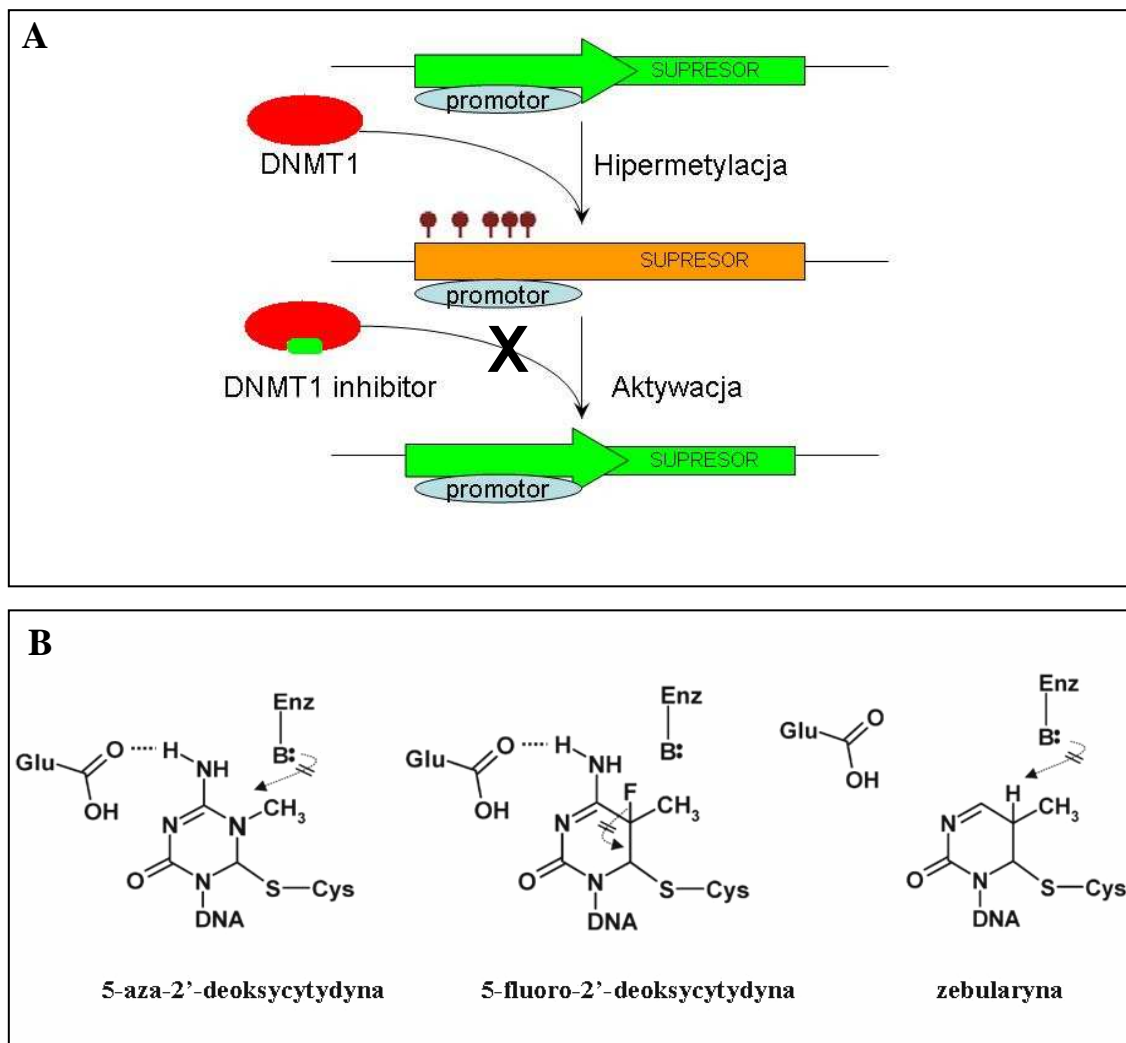 A
SUPRESOR
promotor
DNMT1
Hipermetylacja
SUPRESOR
promotor
X
DNMT1 inhibitor
Aktywacja
SUPRESOR
promotor
B
Enz
B:
Glu
O
H
OH
NH
N
N
CH₃
O
N
S
Cys
DNA
5-aza-2’-deoksycytydyna
Enz
B:
Glu
O
H
OH
NH
F
N
CH₃
O
N
S
Cys
DNA
5-fluoro-2’-deoksycytydyna
Enz
B:
Glu
O
OH
H
N
CH₃
O
N
S
Cys
DNA
zebularyna